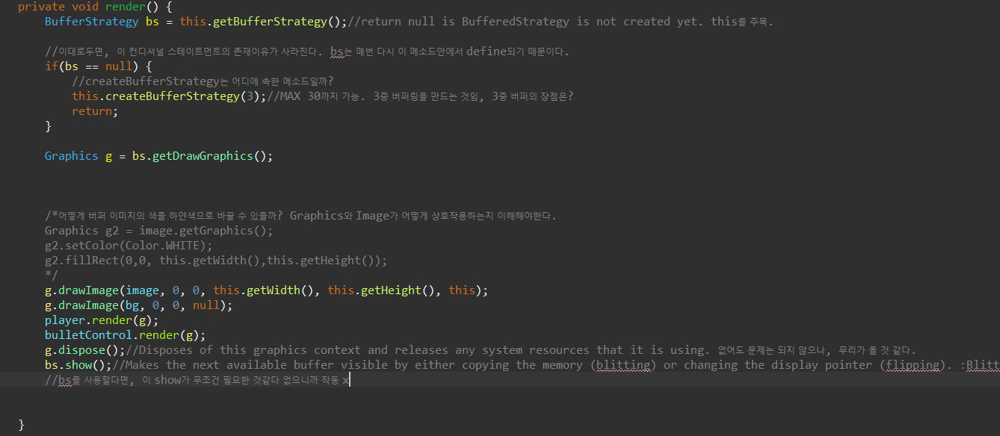 private void render() {
BufferStrategy bs = this.getBufferStrategy();//return null is BufferedStrategy is not created yet. this를 주목.
//이대로두면, 이 컨디셔널 스테이트먼트의 존재이유가 사라진다. bs는 매번 다시 이 메소드안에서 define되기 때문이다.
if(bs == null) {
//createBufferStrategy는 어디에 속한 메소드일까?
this.createBufferStrategy(3);//MAX 30까지 가능. 3중 버퍼링을 만드는 것임, 3중 버퍼의 장점은?
return;
}
Graphics g = bs.getDrawGraphics();
/*어떻게 버퍼 이미지의 색을 하얀색으로 바꿀 수 있을까? Graphics와 Image가 어떻게 상호작용하는지 이해해야한다.
Graphics g2 = image.getGraphics();
g2.setColor(Color.WHITE);
g2.fillRect(0,0, this.getWidth(),this.getHeight());
*/
g.drawImage(image, 0, 0, this.getWidth(), this.getHeight(), this);
g.drawImage(bg, 0, 0, null);
player.render(g);
bulletControl.render(g);
g.dispose();//Disposes of this graphics context and releases any system resources that it is using. 없어도 문제는 되지 않으나, 무리가 올 것 같다.
bs.show();//Makes the next available buffer visible by either copying the memory (blitting) or changing the display pointer (flipping). :Blitt
//bs를 사용할다면, 이 show가 무조건 필요한 것같다 없으니까 작동 x
}